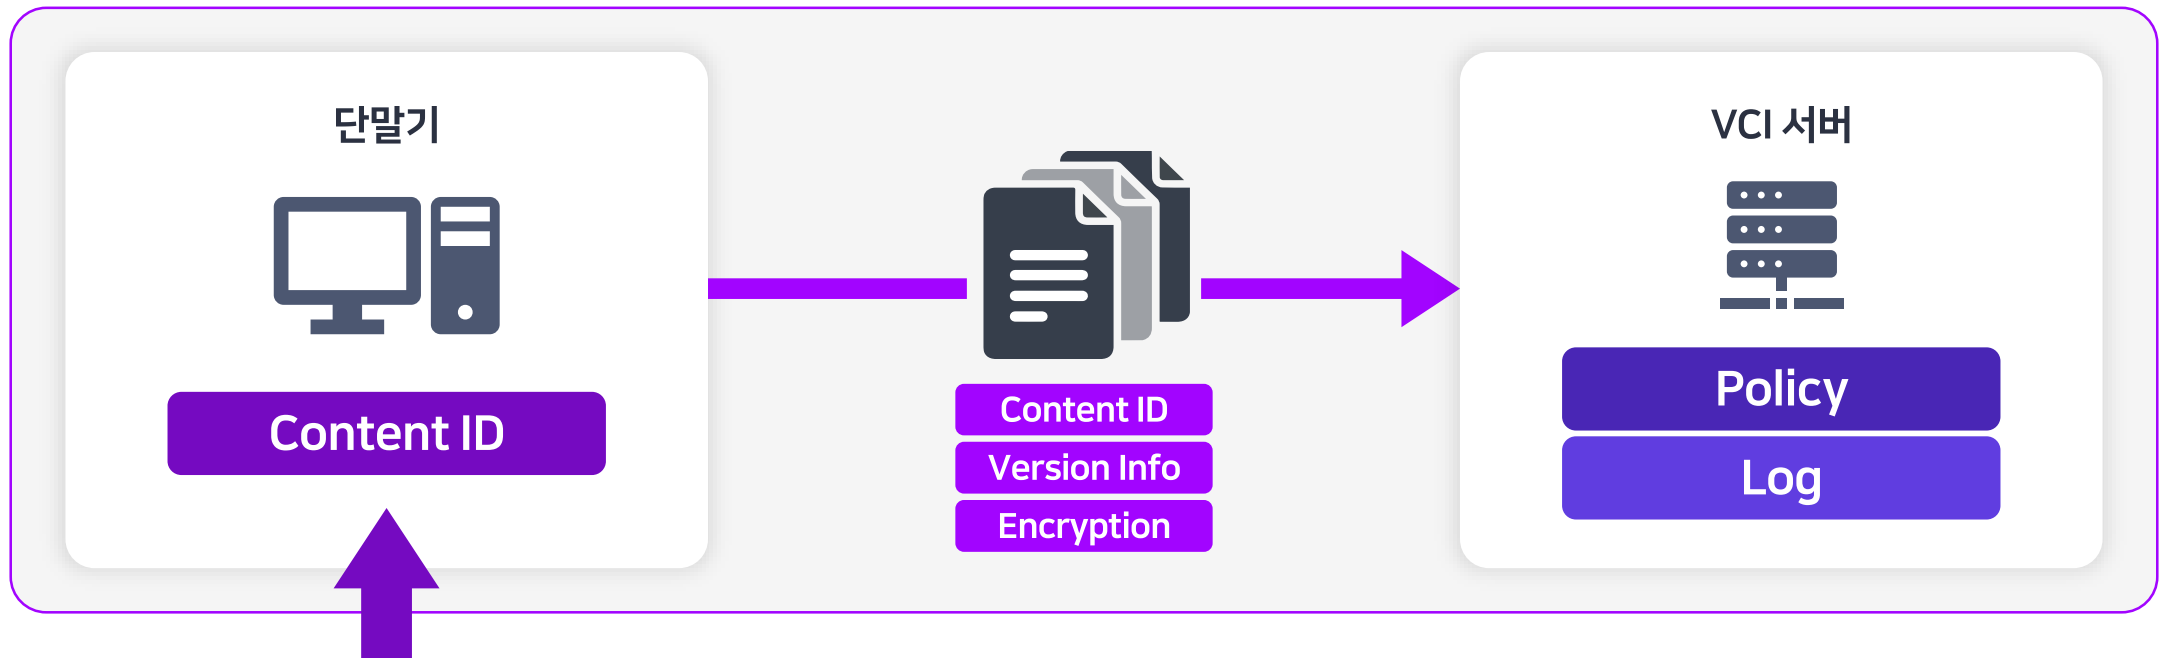 단말기
Content ID
Content ID
Version Info
Encryption
VCI 서버
Policy
Log